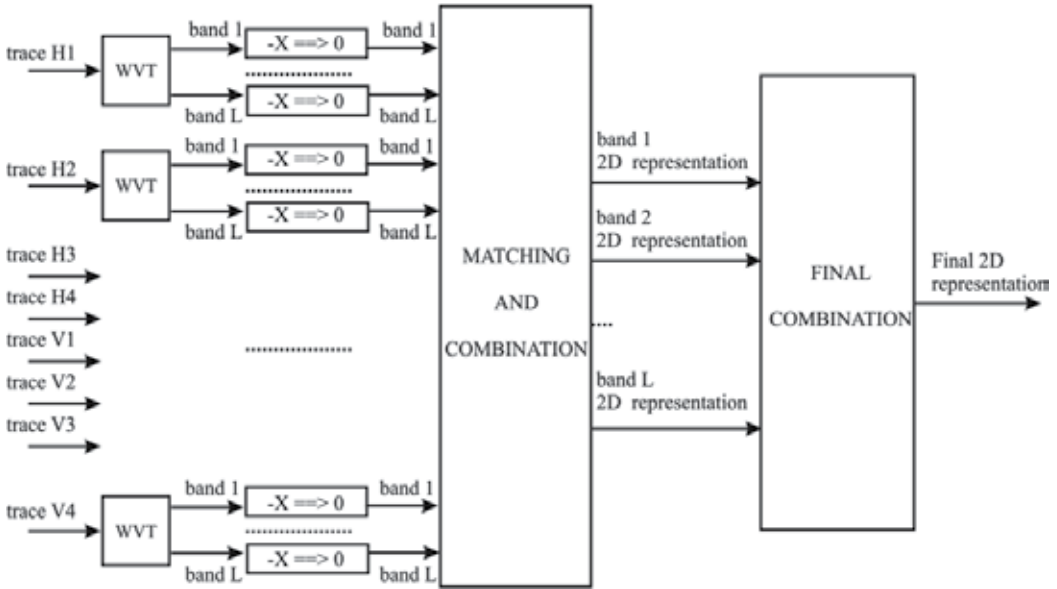 trace H1
WVT
band 1
-X ==> 0
band 1
band L
-X ==> 0
band L
trace H2
WVT
band 1
-X ==> 0
band 1
band L
-X ==> 0
band L
trace H3
trace H4
trace V1
trace V2
trace V3
trace V4
WVT
band 1
-X ==> 0
band 1
band L
-X ==> 0
band L
MATCHING
AND
COMBINATION
band 1
2D representation
band 2
2D representation
band L
2D representation
FINAL
COMBINATION
Final 2D
representation